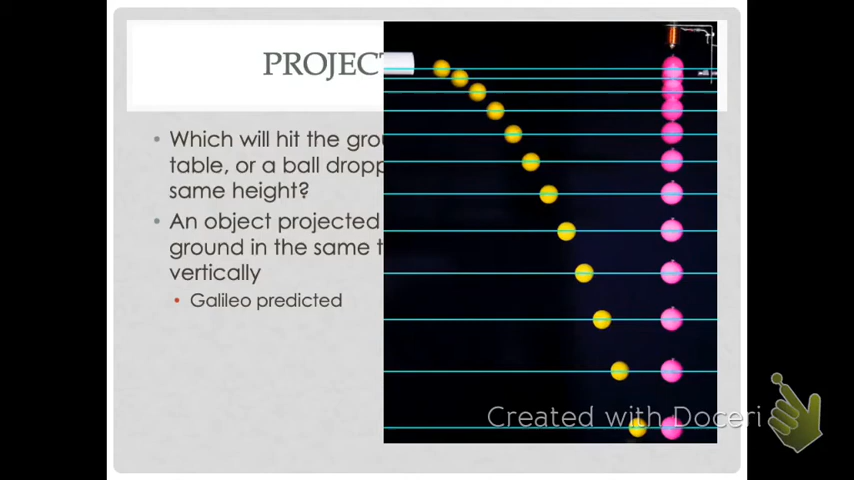 PROJECT
Which will hit the grou
table, or a ball dropp
same height?
An object projected
ground in the same t
vertically
Galileo predicted
Created with Doceri